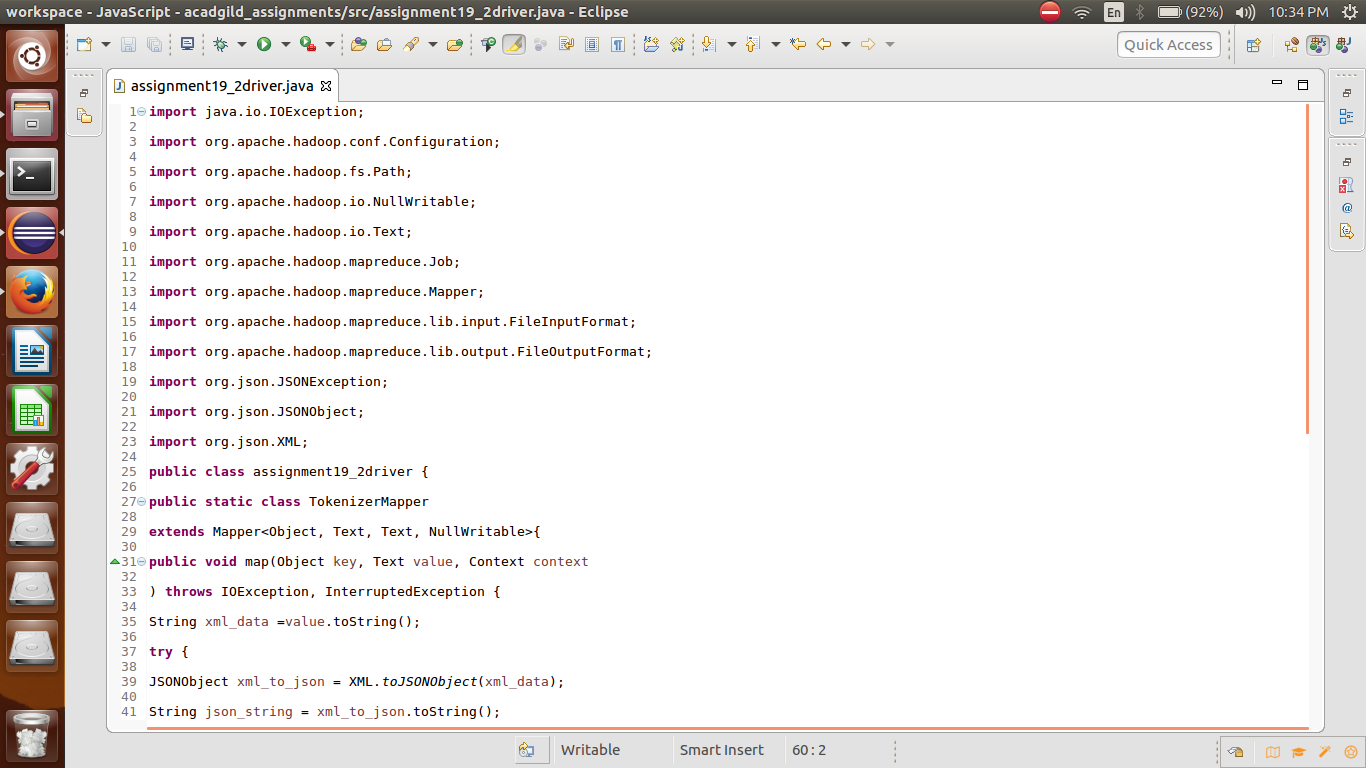 workspace - JavaScript - acadgild_assignments/src/assignment19_2driver.java - Eclipse
En
(92%)
10:34 PM
Quick Access
assignment19_2driver.java
1 import java.io.IOException;
2
3 import org.apache.hadoop.conf.Configuration;
4
5 import org.apache.hadoop.fs.Path;
6
7 import org.apache.hadoop.io.NullWritable;
8
9 import org.apache.hadoop.io.Text;
10
11 import org.apache.hadoop.mapreduce.Job;
12
13 import org.apache.hadoop.mapreduce.Mapper;
14
15 import org.apache.hadoop.mapreduce.lib.input.FileInputFormat;
16
17 import org.apache.hadoop.mapreduce.lib.output.FileOutputFormat;
18
19 import org.json.JSONException;
20
21 import org.json.JSONObject;
22
23 import org.json.XML;
24
25 public class assignment19_2driver {
26
27 public static class TokenizerMapper
28
29 extends Mapper<Object, Text, Text, NullWritable>{
30
31 public void map(Object key, Text value, Context context
32
33 ) throws IOException, InterruptedException {
34
35 String xml_data =value.toString();
36
37 try {
38
39 JSONObject xml_to_json = XML.toJSONObject(xml_data);
40
41 String json_string = xml_to_json.toString();
Writable
Smart Insert
60 : 2